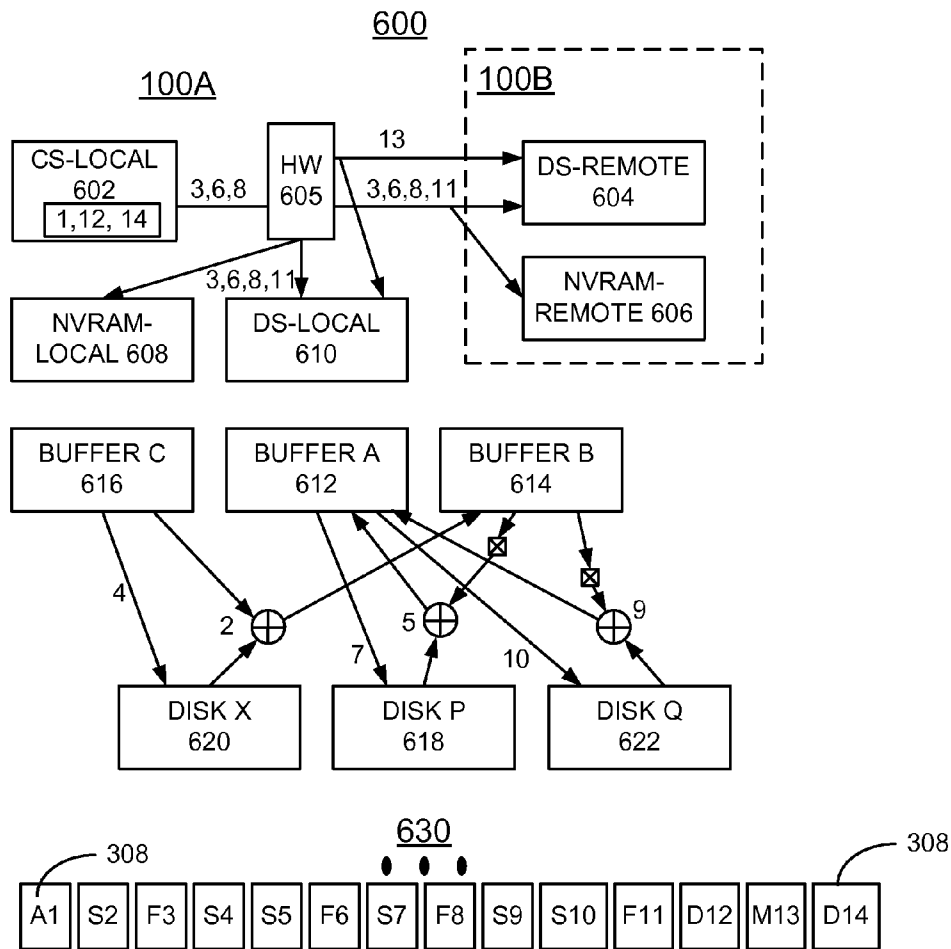 600
100A
100B
CS-LOCAL
602
1,12, 14
3,6,8
HW
605
13
3,6,8,11
DS-REMOTE
604
NVRAM-
REMOTE 606
3,6,8,11
NVRAM-
LOCAL 608
DS-LOCAL
610
BUFFER C
616
BUFFER A
612
BUFFER B
614
4
2
5
9
7
10
DISK X
620
DISK P
618
DISK Q
622
630
308
308
A1 S2 F3 S4 S5 F6 S7 F8 S9 S10 F11 D12 M13 D14